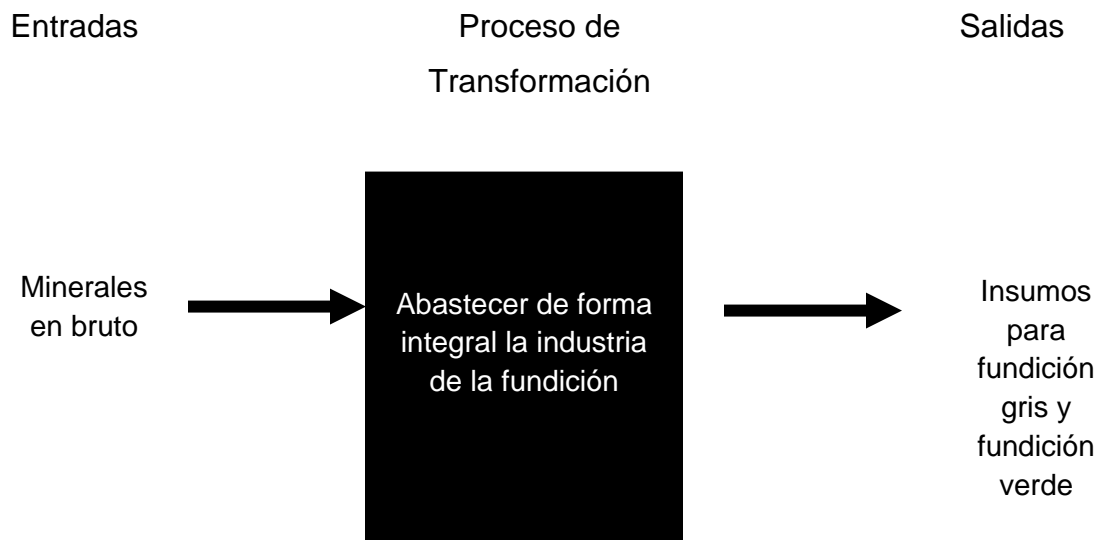 Entradas
Proceso de
Transformación
Salidas
Minerales
en bruto
Abastecer de forma
integral la industria
de la fundición
Insumos
para
fundición
gris y
fundición
verde